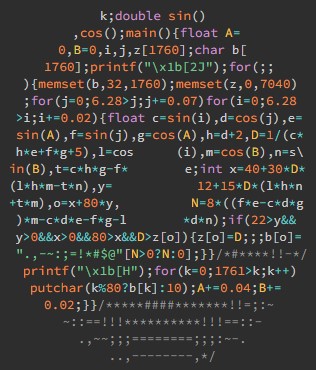 k;double sin()
,cos();main(){float A=
0,B=0,i,j,z[1760];char b[
1760];printf("\x1b[2J");for(;;
){memset(b,32,1760);memset(z,0,7040)
;for(j=0;6.28>j;j+=0.07)for(i=0;6.28
>i;i+=0.02){float c=sin(i),d=cos(j),e=
sin(A),f=sin(j),g=cos(A),h=d+2,D=1/(c*
h*e+f*g+5),l=cos (i),m=cos(B),n=s\
in(B),t=c*h*g-f* e;int x=40+30*D*
(l*h*m-t*n),y= 12+15*D*(l*h*n
+t*m),o=x+80*y, N=8*((f*e-c*d*g
)*m-c*d*e-f*g-l *d*n);if(22>y&&
y>0&&x>0&&80>x&&D>z[o]){z[o]=D;;;b[o]=
".,-~:;=!*#$@"[N>0?N:0];}}/*#****!!-*/
printf("\x1b[H");for(k=0;1761>k;k++)
putchar(k%80?b[k]:10);A+=0.04;B+=
0.02;}}/*****####*******!!=;:~
~::==!!!**********!!!==::-
.,~~;;;========;;;:~-.
..,--------,*/